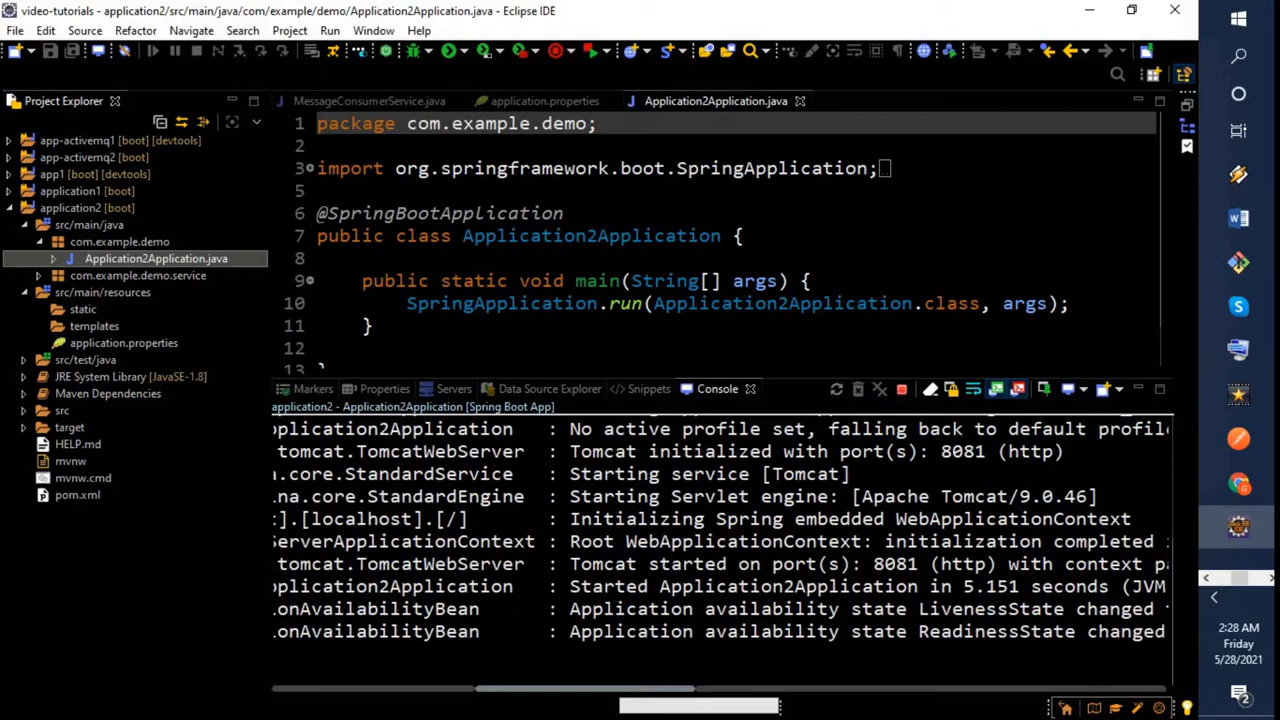 video-tutorials - application2/src/main/java/com/example/demo/Application2Application.java - Eclipse IDE
File Edit Source Refactor Navigate Search Project Run Window Help
Project Explorer
MessageConsumerService.java
application.properties
Application2Application.java
app-activemq1 [boot] [devtools]
app-activemq2 [boot]
app1 [boot] [devtools]
application1 [boot]
application2 [boot]
src/main/java
com.example.demo
Application2Application.java
com.example.demo.service
src/main/resources
static
templates
application.properties
src/test/java
JRE System Library [JavaSE-1.8]
Maven Dependencies
src
target
HELP.md
mvnw
mvnw.cmd
pom.xml
1 package com.example.demo;
2
3 import org.springframework.boot.SpringApplication;
5
6 @SpringBootApplication
7 public class Application2Application {
8
9 public static void main(String[] args) {
10 SpringApplication.run(Application2Application.class, args);
11 }
12
13 }
Markers Properties Servers Data Source Explorer Snippets Console
application2 - Application2Application [Spring Boot App]
pplication2Application : No active profile set, falling back to default profile
tomcat.TomcatWebServer : Tomcat initialized with port(s): 8081 (http)
na.core.StandardService : Starting service [Tomcat]
na.core.StandardEngine : Starting Servlet engine: [Apache Tomcat/9.0.46]
t].[localhost].[/] : Initializing Spring embedded WebApplicationContext
ServerApplicationContext : Root WebApplicationContext: initialization completed
tomcat.TomcatWebServer : Tomcat started on port(s): 8081 (http) with context pa
pplication2Application : Started Application2Application in 5.151 seconds (JVM
ionAvailabilityBean : Application availability state LivenessState changed
ionAvailabilityBean : Application availability state ReadinessState changed
2:28 AM
Friday
5/28/2021
2